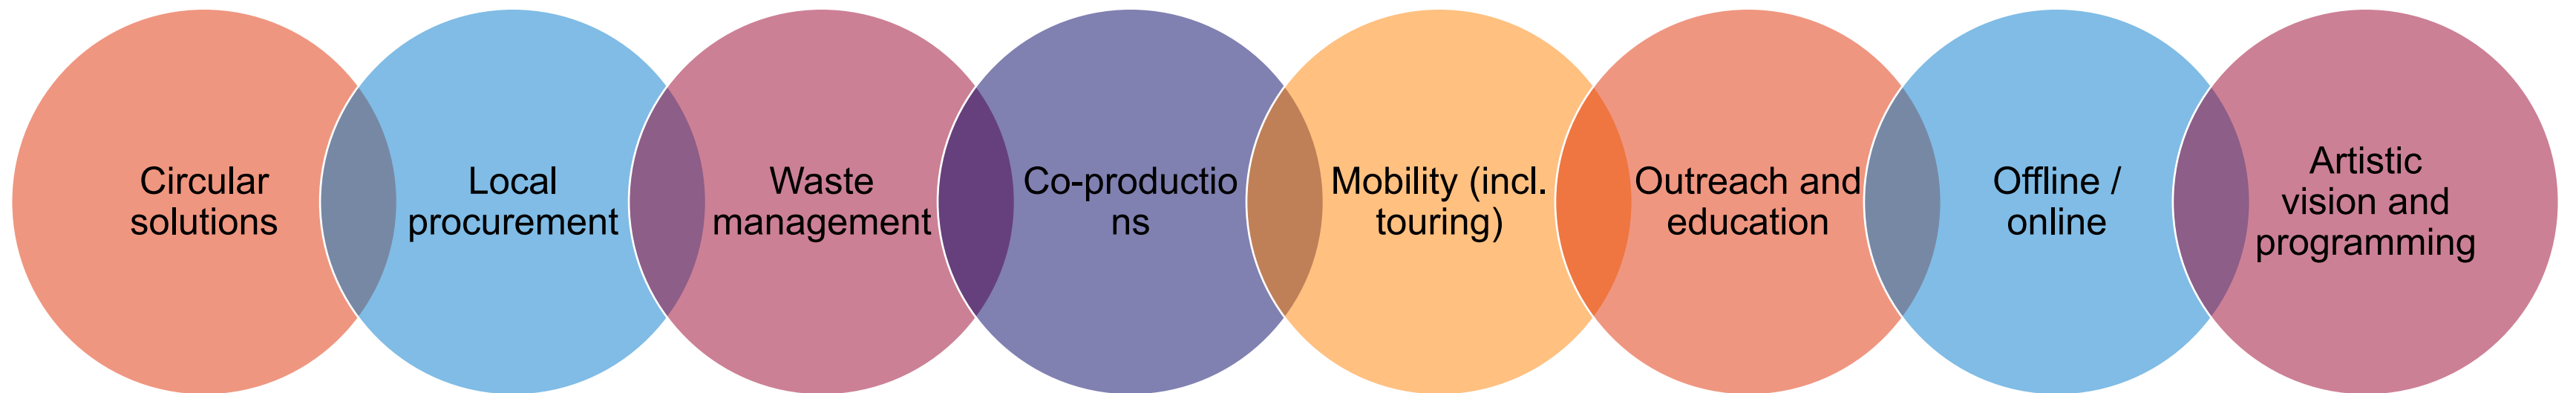 Circular
solutions
Local
procurement
Waste
management
Co-productio
ns
Mobility (incl.
touring)
Outreach and
education
Offline /
online
Artistic
vision and
programming